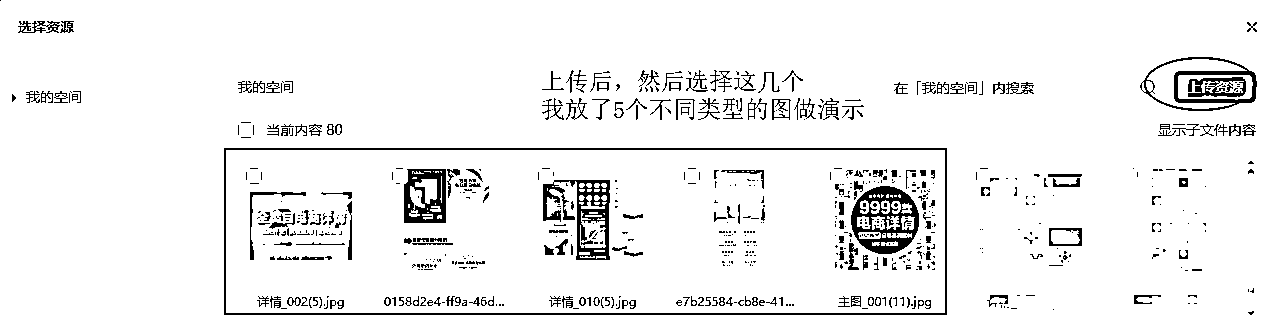 选择资源
我的空间
我的空间
上传后，然后选择这几个
我放了5个不同类型的图做演示
在「我的空间」内搜索
上传资源
当前内容 80
显示子文件内容
9999款
电商详情
详情_002(5).jpg
0158d2e4-ff9a-46d...
详情_010(5).jpg
e7b25584-cb8e-41...
主图_001(11).jpg